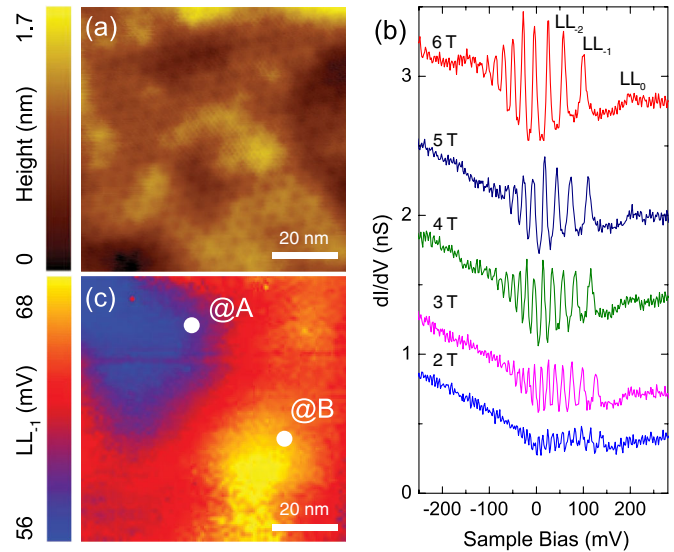 (a)
1.7
Height (nm)
0
20 nm
(c)
@A
@B
68
LL-1 (mV)
56
20 nm
(b)
6 T
LL-2
LL-1
LL0
5 T
4 T
3 T
2 T
3
2
1
0
dI/dV (nS)
-200 -100 0 100 200
Sample Bias (mV)